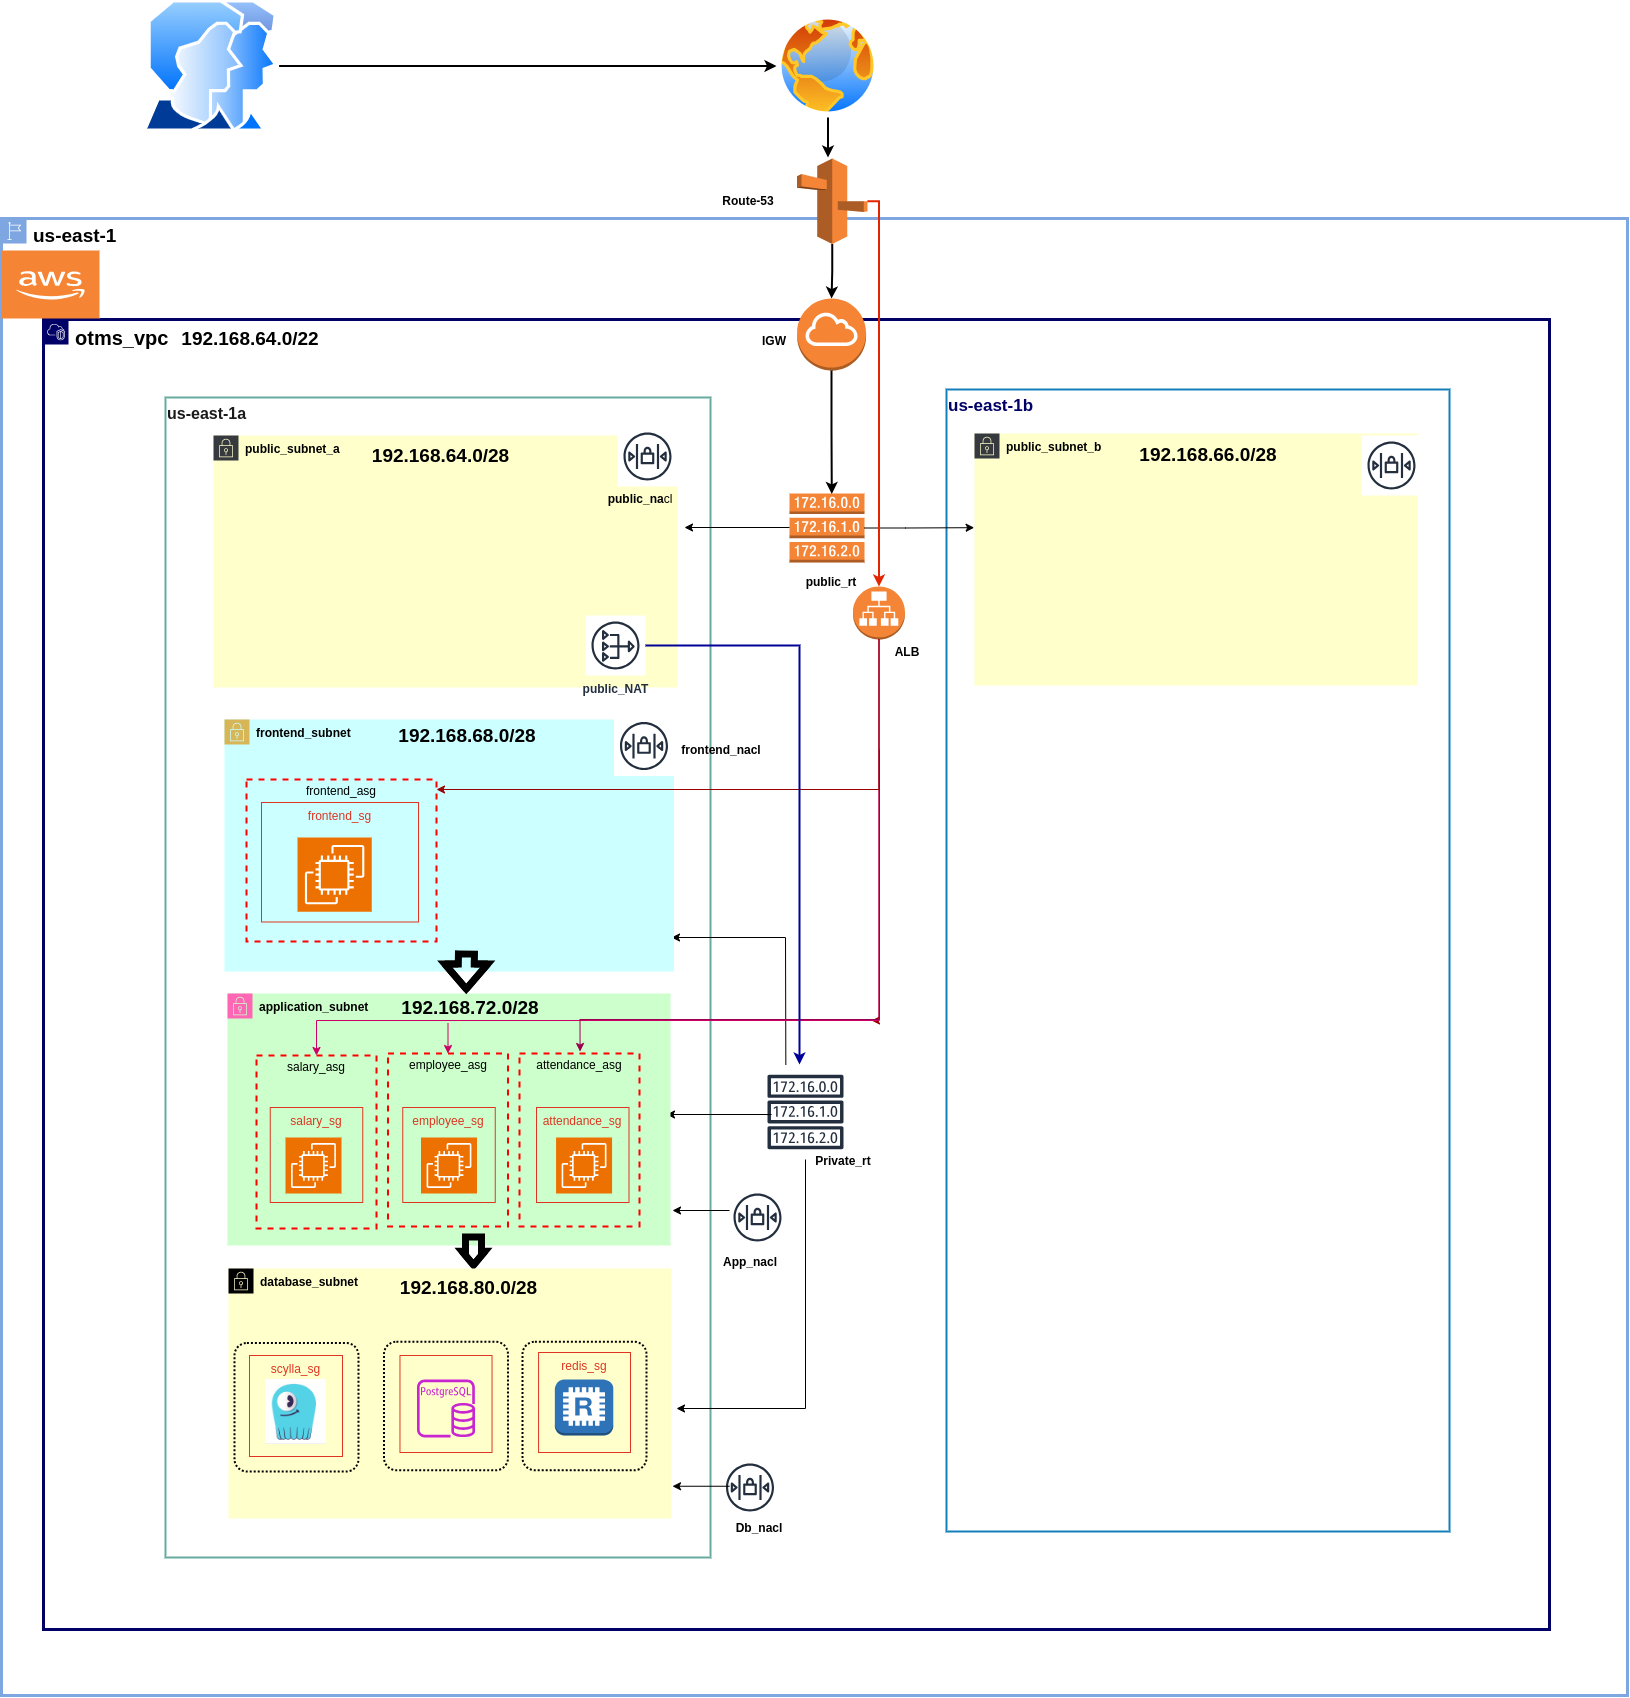 Route-53
us-east-1
aws
otms_vpc 192.168.64.0/22
IGW
us-east-1a
us-east-1b
public_subnet_a 192.168.64.0/28
public_nacl
public_subnet_b 192.168.66.0/28
172.16.0.0
172.16.1.0
172.16.2.0
public_rt
ALB
public_NAT
frontend_subnet 192.168.68.0/28
frontend_nacl
frontend_asg
frontend_sg
application_subnet 192.168.72.0/28
salary_asg
employee_asg
attendance_asg
salary_sg
employee_sg
attendance_sg
172.16.0.0
172.16.1.0
172.16.2.0
Private_rt
App_nacl
database_subnet 192.168.80.0/28
scylla_sg
PostgreSQL
redis_sg
R
Db_nacl